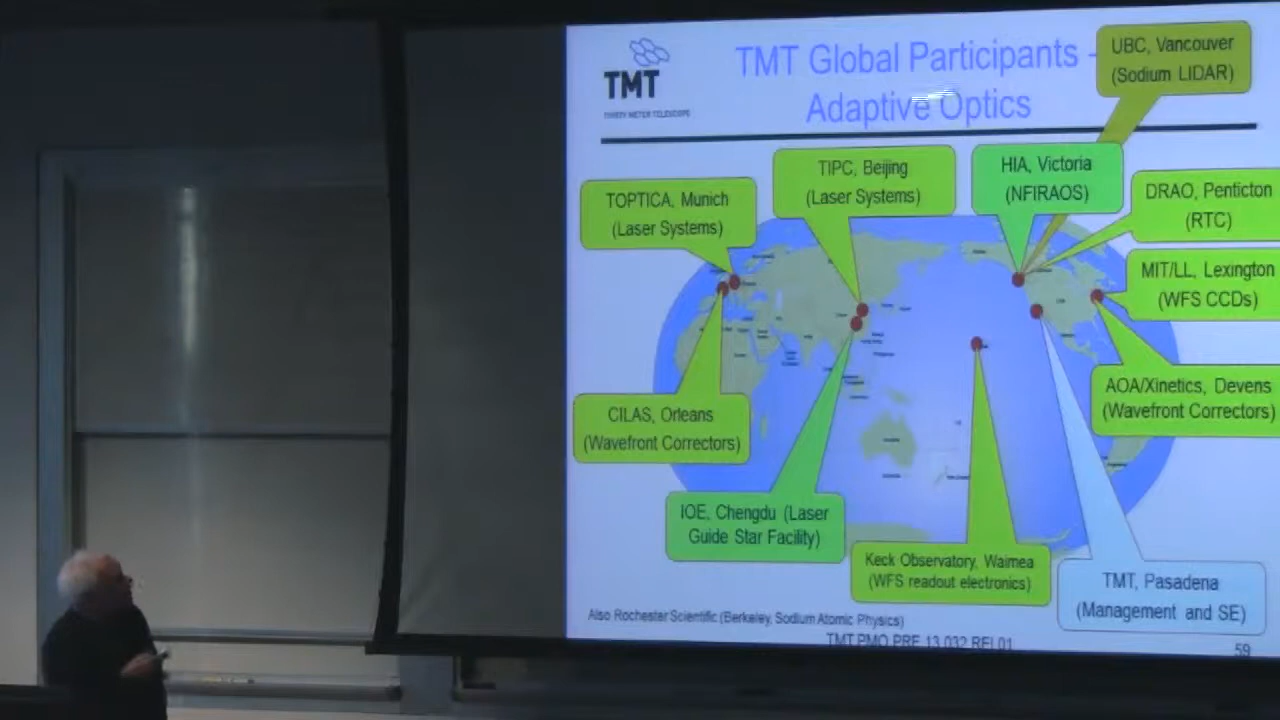 TMT
THIRTY METER TELESCOPE
TMT Global Participants -
Adaptive Optics
UBC, Vancouver
(Sodium LIDAR)
TIPC, Beijing
(Laser Systems)
HIA, Victoria
(NFIRAOS)
TOPTICA, Munich
(Laser Systems)
DRAO, Penticton
(RTC)
MIT/LL, Lexington
(WFS CCDs)
CILAS, Orleans
(Wavefront Correctors)
AOA/Xinetics, Devens
(Wavefront Correctors)
IOE, Chengdu (Laser
Guide Star Facility)
Keck Observatory, Waimea
(WFS readout electronics)
TMT, Pasadena
(Management and SE)
Also Rochester Scientific (Berkeley, Sodium Atomic Physics)
TMT.PMO.PRE.13.032.REL01
59